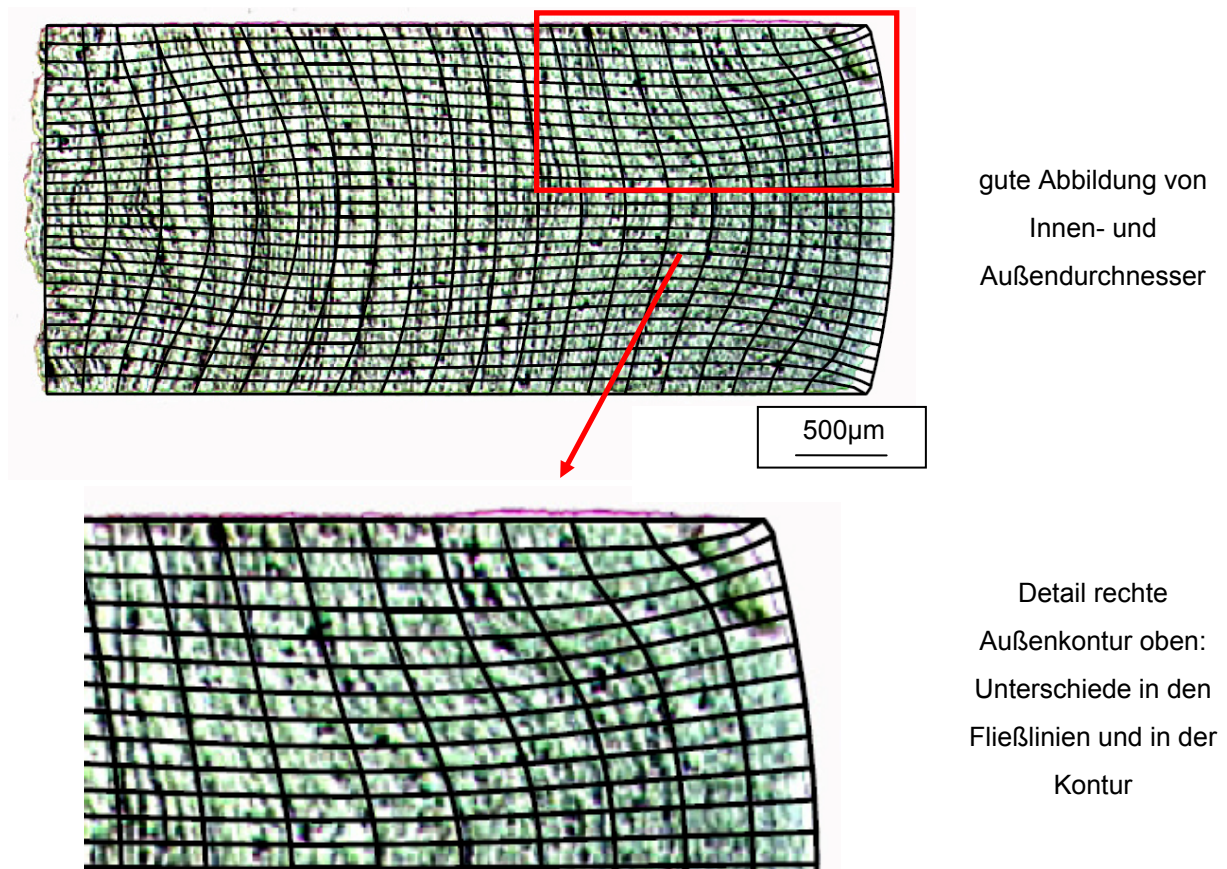 gute Abbildung von
Innen- und
Außendurchnesser
500µm
Detail rechte
Außenkontur oben:
Unterschiede in den
Fließlinien und in der
Kontur